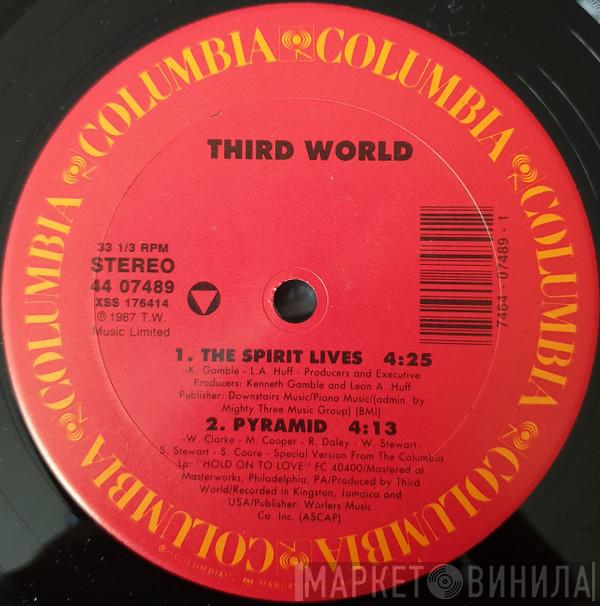 COLUMBIA COLUMBIA COLUMBIA COLUMBIA COLUMBIA COLUMBIA COLUMBIA
THIRD WORLD
33 1/3 RPM
STEREO
44 07489
XSS 176414
℗ 1987 T.W.
Music Limited
7464-07489-1
1. THE SPIRIT LIVES 4:25
-K. Gamble - L.A. Huff - Producers and Executive
Producers: Kenneth Gamble and Leon A. Huff
Publisher: Downstairs Music/Piano Music/(admin. by
Mighty Three Music Group) (BMI)
2. PYRAMID 4:13
-W. Clarke - M. Cooper - R. Daley - W. Stewart-
S. Stewart - S. Coore - Special Version From The Columbia
Lp: "HOLD ON TO LOVE" FC 40400/Mastered at
Masterworks, Philadelphia, PA/Produced by Third
World/Recorded in Kingston, Jamaica and
USA/Publisher: Worlers Music
Co. Inc. (ASCAP)
"COLUMBIA"
МАРКЕТ ВИНИЛА